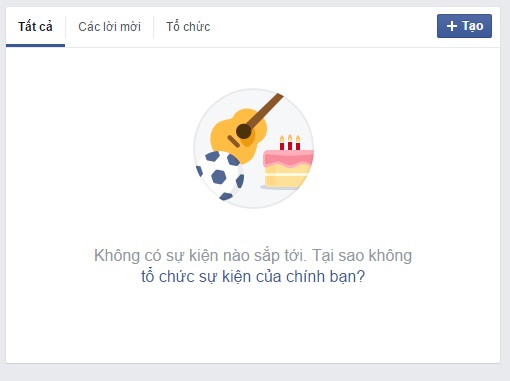 Tất cả Các lời mời Tổ chức + Tạo
Không có sự kiện nào sắp tới. Tại sao không
tổ chức sự kiện của chính bạn?